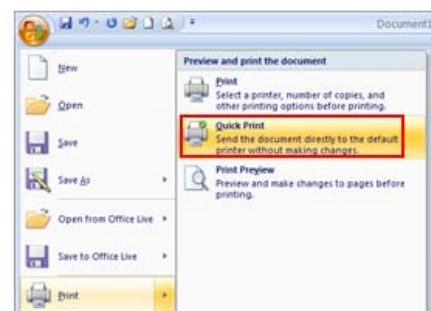 Document1
New
Open
Save
Save As
Open from Office Live
Save to Office Live
Print
Preview and print the document
Print
Select a printer, number of copies, and
other printing options before printing.
Quick Print
Send the document directly to the default
printer without making changes.
Print Preview
Preview and make changes to pages before
printing.